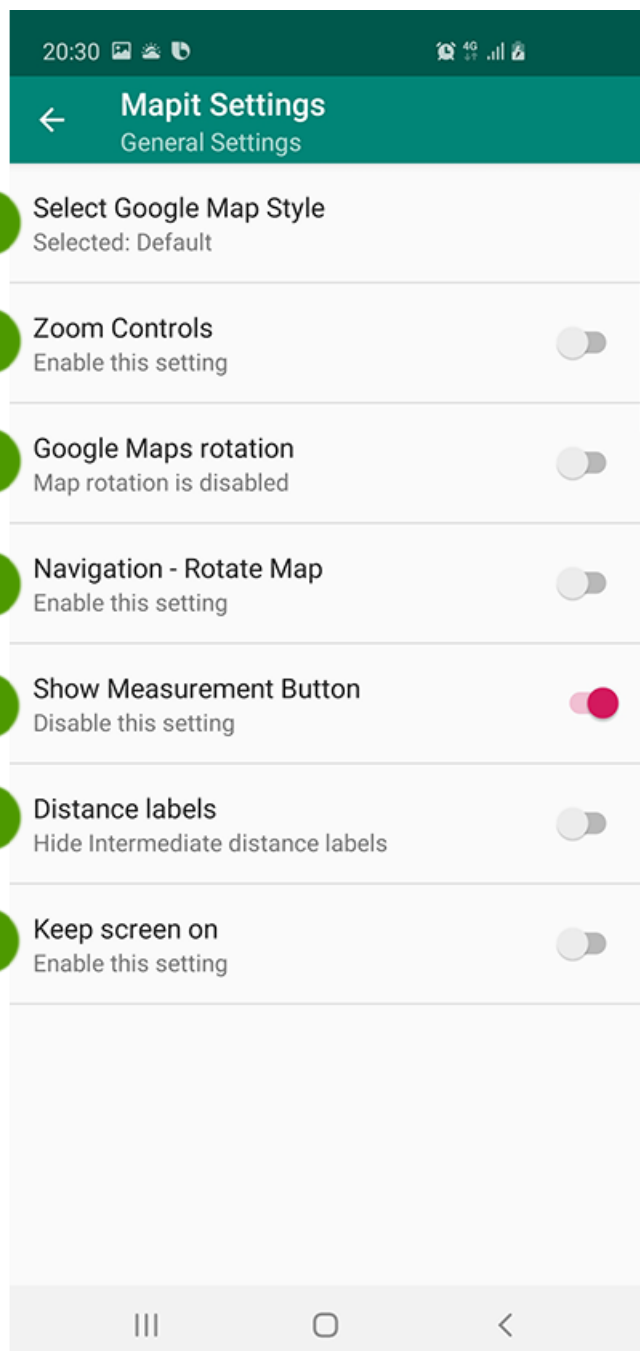 20:30
4G
Mapit Settings
General Settings
Select Google Map Style
Selected: Default
Zoom Controls
Enable this setting
Google Maps rotation
Map rotation is disabled
Navigation - Rotate Map
Enable this setting
Show Measurement Button
Disable this setting
Distance labels
Hide Intermediate distance labels
Keep screen on
Enable this setting